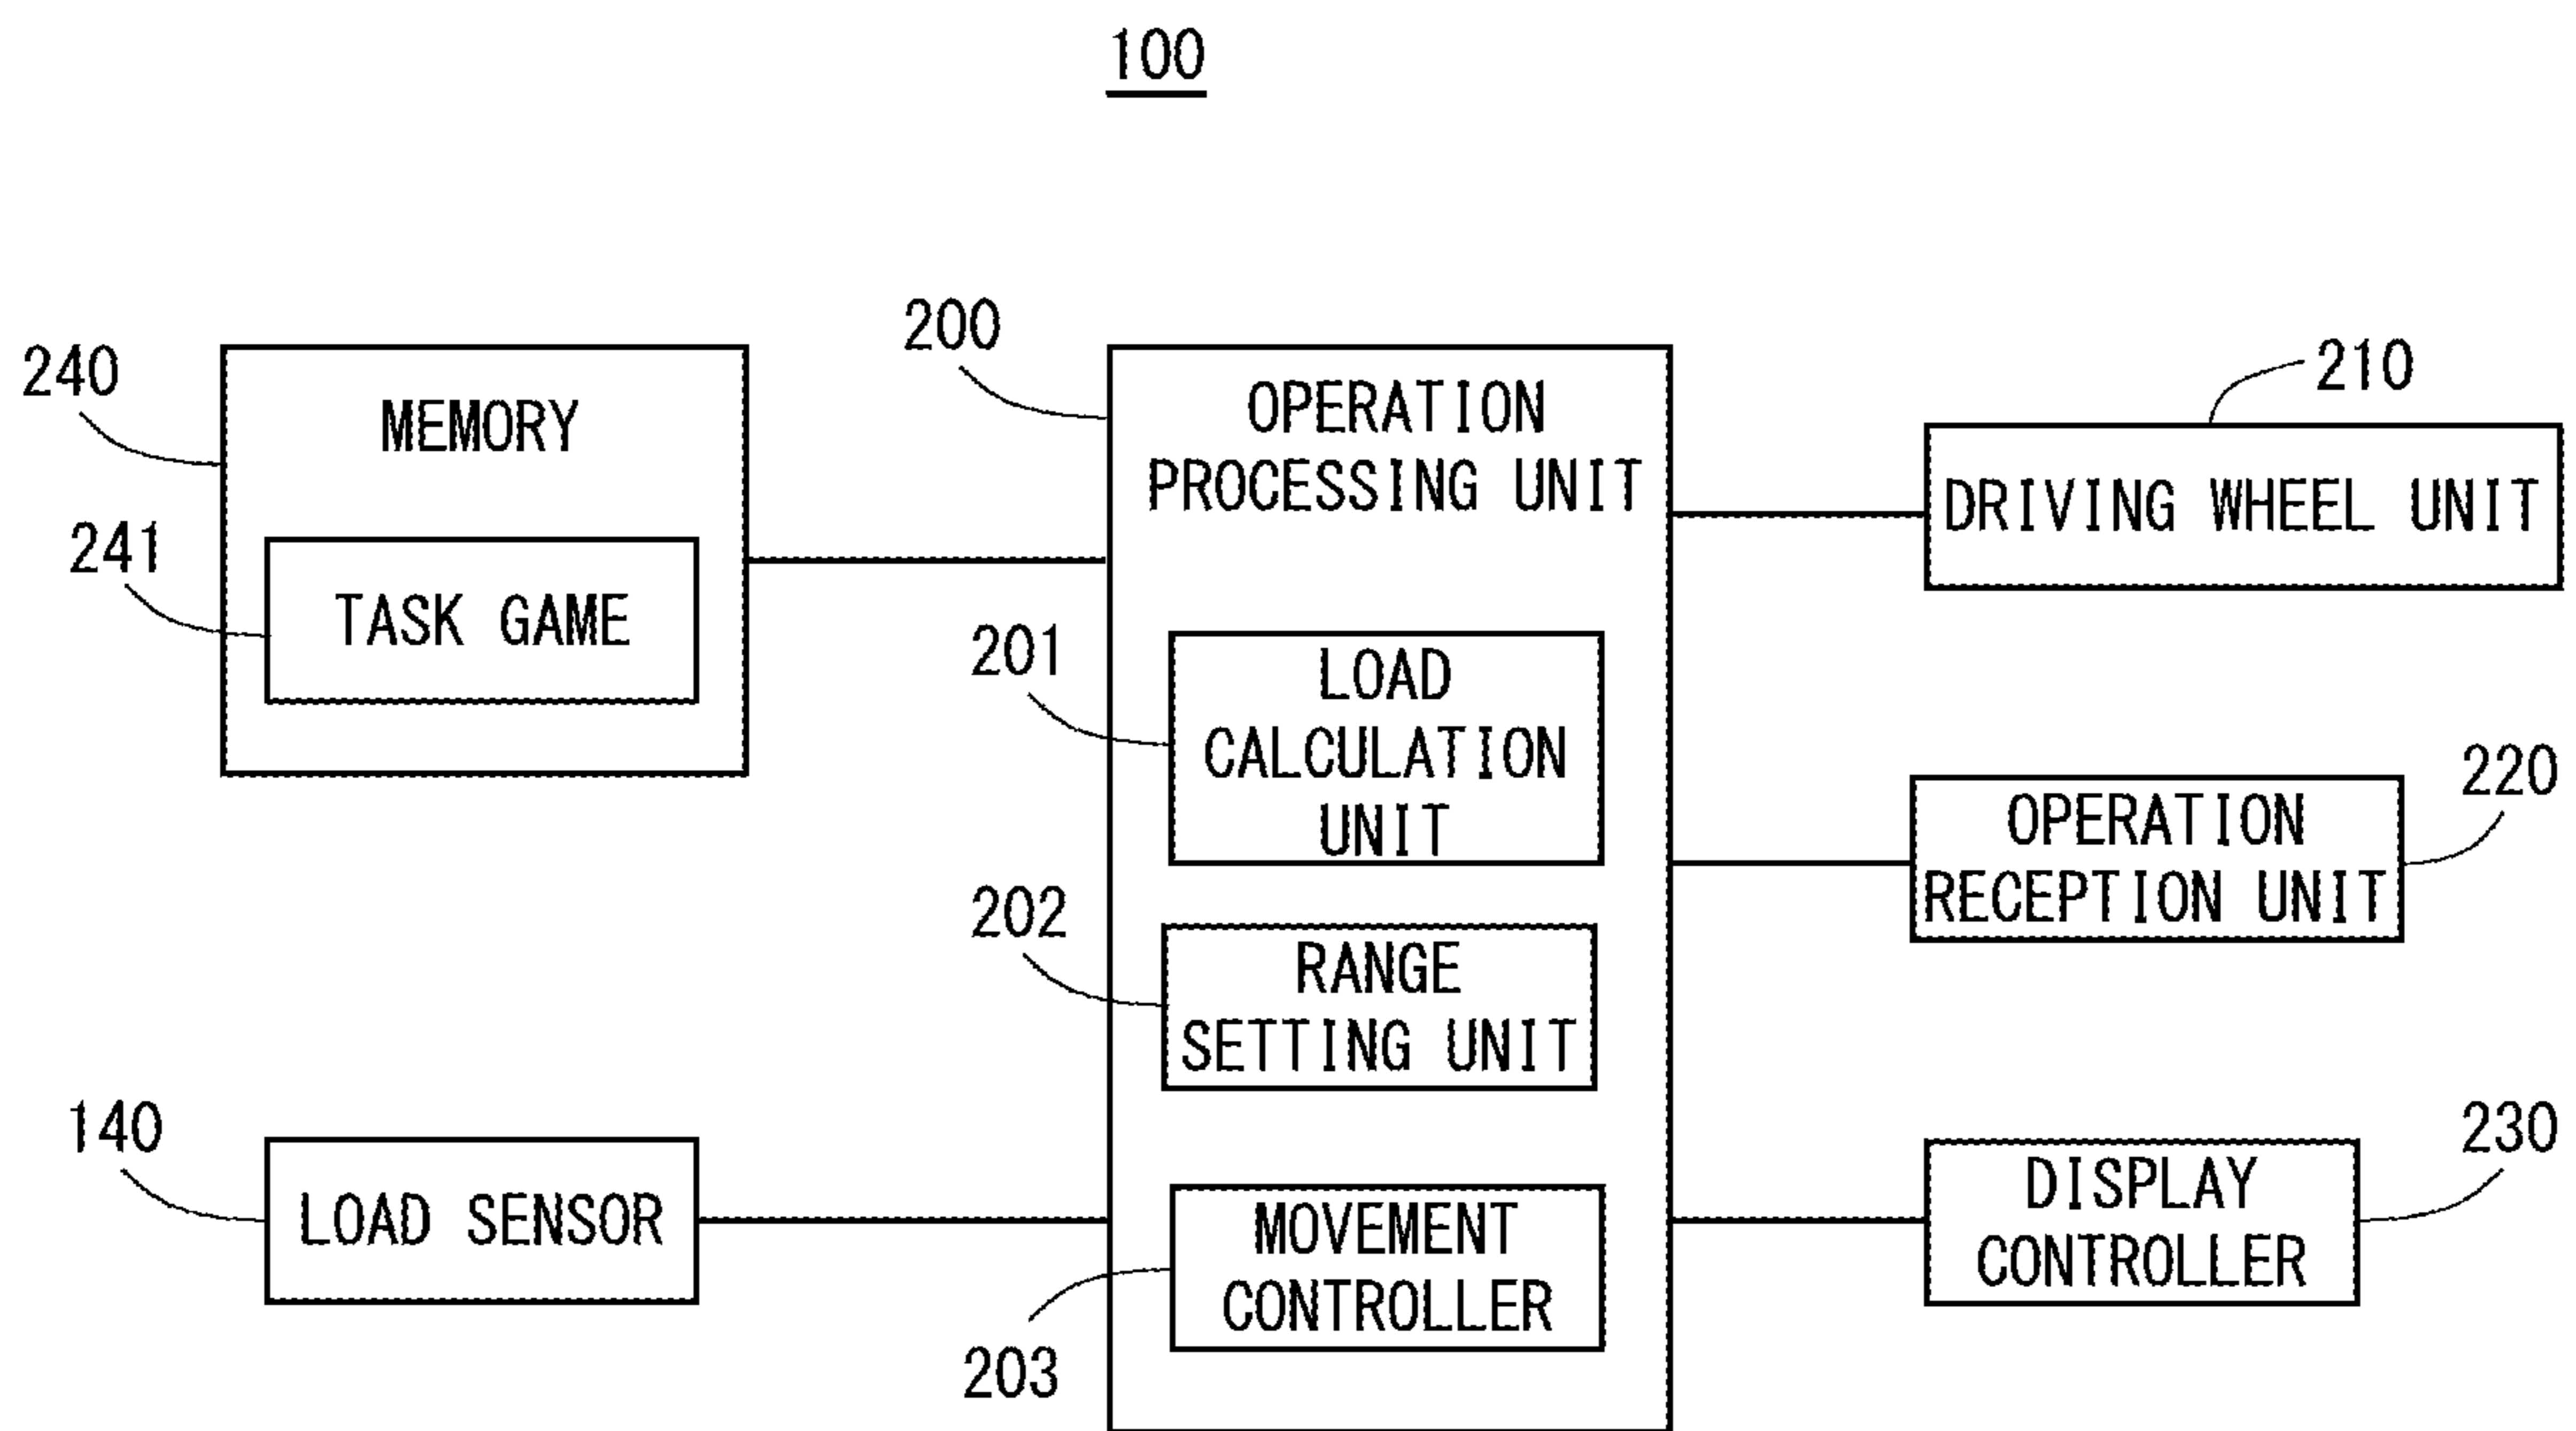 100
240
MEMORY
241
TASK GAME
140
LOAD SENSOR
200
OPERATION
PROCESSING UNIT
201
LOAD
CALCULATION
UNIT
202
RANGE
SETTING UNIT
MOVEMENT
CONTROLLER
203
210
DRIVING WHEEL UNIT
220
OPERATION
RECEPTION UNIT
230
DISPLAY
CONTROLLER